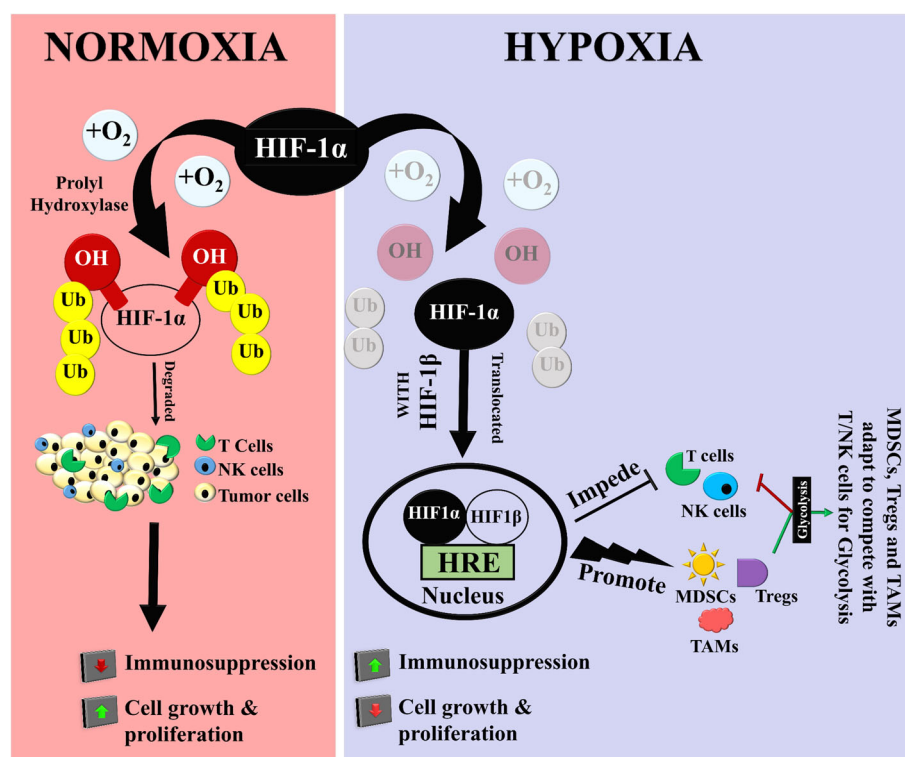 NORMOXIA
+O₂
+O₂
Prolyl
Hydroxylase
OH
OH
HIF-1α
Ub
Ub
Ub
Ub
Ub
Ub
Degraded
T Cells
NK cells
Tumor cells
Immunosuppression
Cell growth &
proliferation
HIF-1α
HYPOXIA
+O₂
+O₂
OH
OH
HIF-1α
Ub
Ub
Ub
Ub
WITH
HIF-1β
Translocated
HIF1α
HIF1β
HRE
Nucleus
Impede
T cells
NK cells
Promote
MDSCs
Tregs
TAMs
Glycolysis
MDSCs, Tregs and TAMs
adapt to compete with
T/NK cells for Glycolysis
Immunosuppression
Cell growth &
proliferation